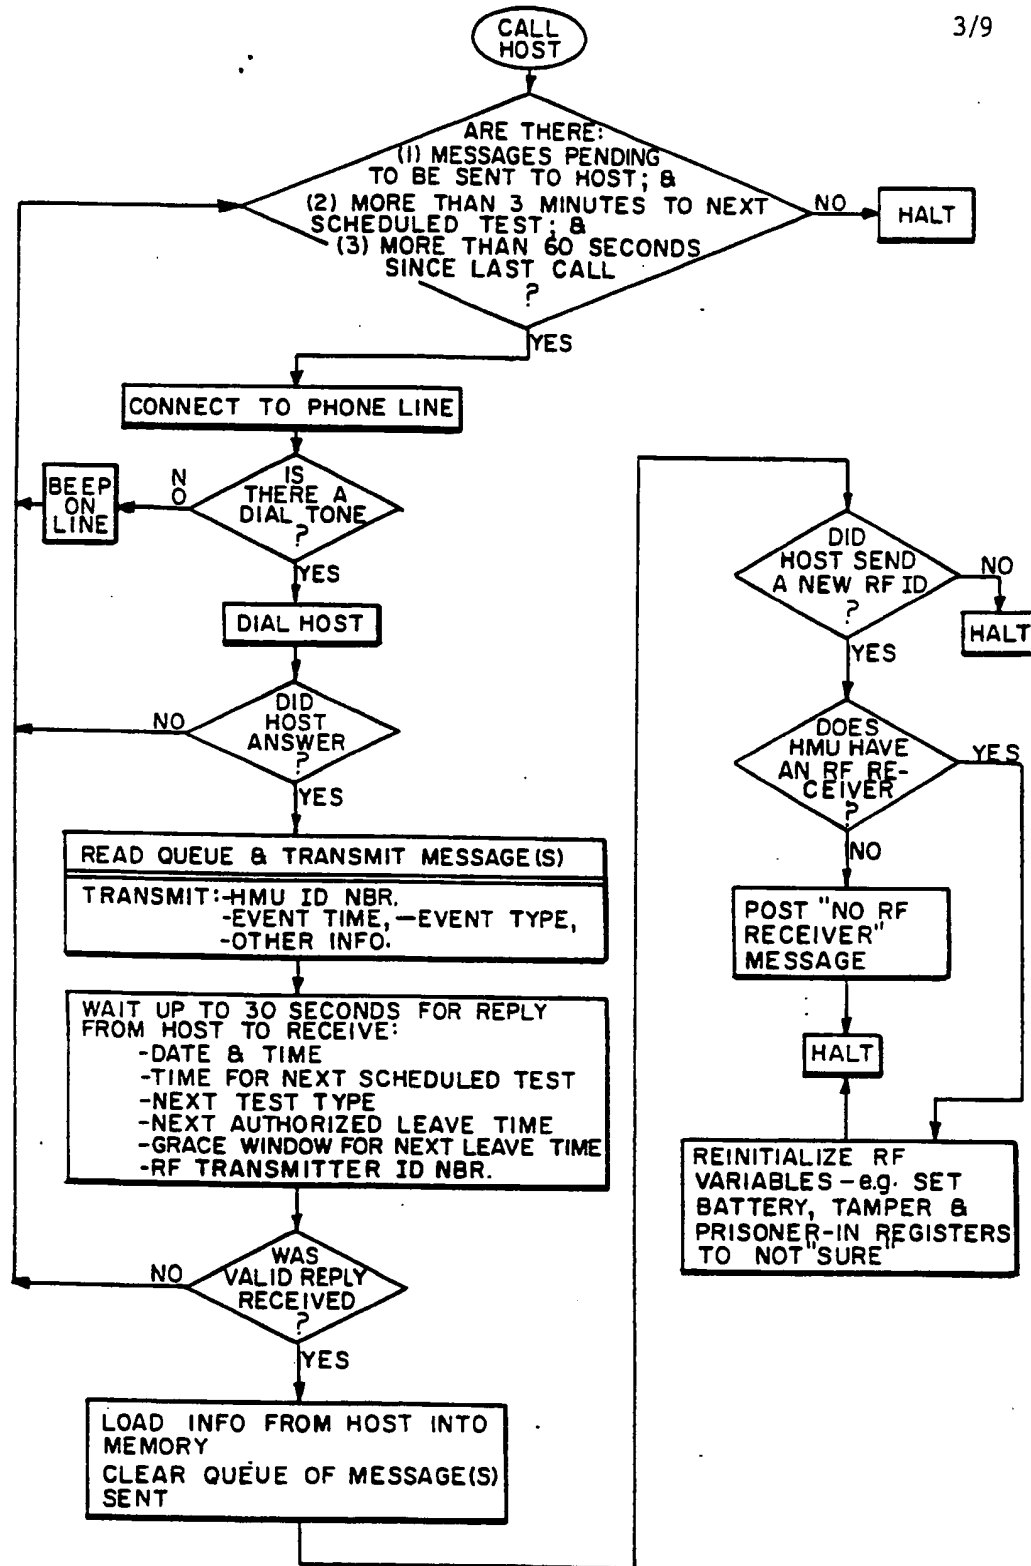 3/9
CALL
HOST
ARE THERE:
(1) MESSAGES PENDING
TO BE SENT TO HOST; &
(2) MORE THAN 3 MINUTES TO NEXT
SCHEDULED TEST; &
(3) MORE THAN 60 SECONDS
SINCE LAST CALL
?
NO
HALT
YES
CONNECT TO PHONE LINE
IS
THERE A
DIAL TONE
?
NO
BEEP
ON
LINE
YES
DIAL HOST
DID
HOST
ANSWER
?
NO
YES
READ QUEUE & TRANSMIT MESSAGE(S)
TRANSMIT:-HMU ID NBR.
-EVENT TIME, -EVENT TYPE,
-OTHER INFO.
WAIT UP TO 30 SECONDS FOR REPLY
FROM HOST TO RECEIVE:
-DATE & TIME
-TIME FOR NEXT SCHEDULED TEST
-NEXT TEST TYPE
-NEXT AUTHORIZED LEAVE TIME
-GRACE WINDOW FOR NEXT LEAVE TIME
-RF TRANSMITTER ID NBR.
WAS
VALID REPLY
RECEIVED
?
NO
YES
LOAD INFO FROM HOST INTO
MEMORY
CLEAR QUEUE OF MESSAGE(S)
SENT
DID
HOST SEND
A NEW RF ID
?
NO
HALT
YES
DOES
HMU HAVE
AN RF RE-
CEIVER
?
YES
NO
POST "NO RF
RECEIVER"
MESSAGE
HALT
REINITIALIZE RF
VARIABLES - e.g. SET
BATTERY, TAMPER &
PRISONER-IN REGISTERS
TO NOT "SURE"